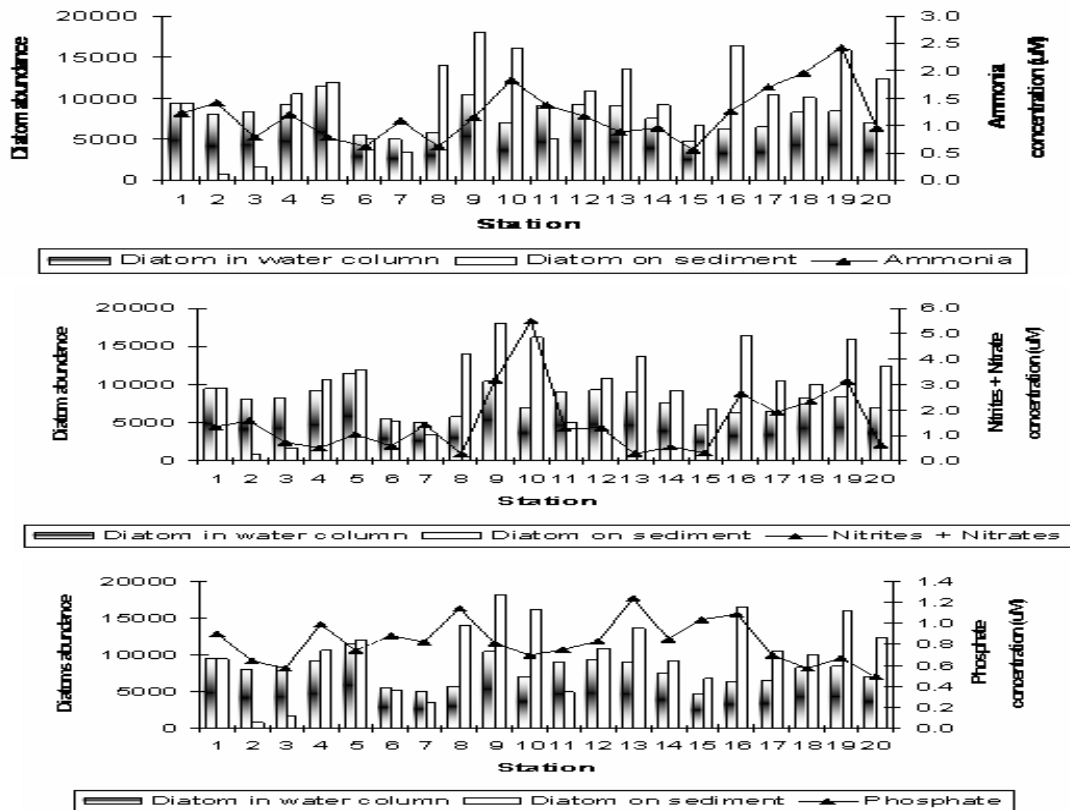 20000 15000 10000 5000 0
Diatom abundance
3.0 2.5 2.0 1.5 1.0 0.5 0.0
Ammonia
concentration (uM)
1 2 3 4 5 6 7 8 9 10 11 12 13 14 15 16 17 18 19 20
Station
Diatom in water column Diatom on sediment Ammonia
20000 15000 10000 5000 0
Diatom abundance
6.0 5.0 4.0 3.0 2.0 1.0 0.0
Nitrites + Nitrate
concentration (uM)
1 2 3 4 5 6 7 8 9 10 11 12 13 14 15 16 17 18 19 20
Station
Diatom in water column Diatom on sediment Nitrites + Nitrates
20000 15000 10000 5000 0
Diatoms abundance
1.4 1.2 1.0 0.8 0.6 0.4 0.2 0.0
Phosphate
concentration (uM)
1 2 3 4 5 6 7 8 9 10 11 12 13 14 15 16 17 18 19 20
Station
Diatom in water column Diatom on sediment Phosphate